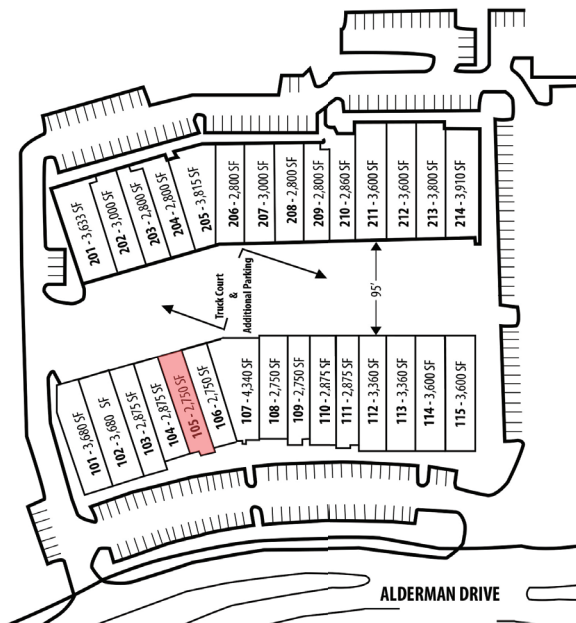 201 - 3,633 SF
202 - 3,000 SF
203 - 2,800 SF
204 - 2,800 SF
205 - 3,815 SF
206 - 2,800 SF
207 - 3,000 SF
208 - 2,800 SF
209 - 2,800 SF
210 - 2,860 SF
211 - 3,600 SF
212 - 3,600 SF
213 - 3,800 SF
214 - 3,910 SF
Truck Court
&
Additional Parking
95'
101 - 3,680 SF
102 - 3,680 SF
103 - 2,875 SF
104 - 2,875 SF
105 - 2,750 SF
106 - 2,750 SF
107 - 4,340 SF
108 - 2,750 SF
109 - 2,750 SF
110 - 2,875 SF
111 - 2,875 SF
112 - 3,360 SF
113 - 3,360 SF
114 - 3,600 SF
115 - 3,600 SF
ALDERMAN DRIVE